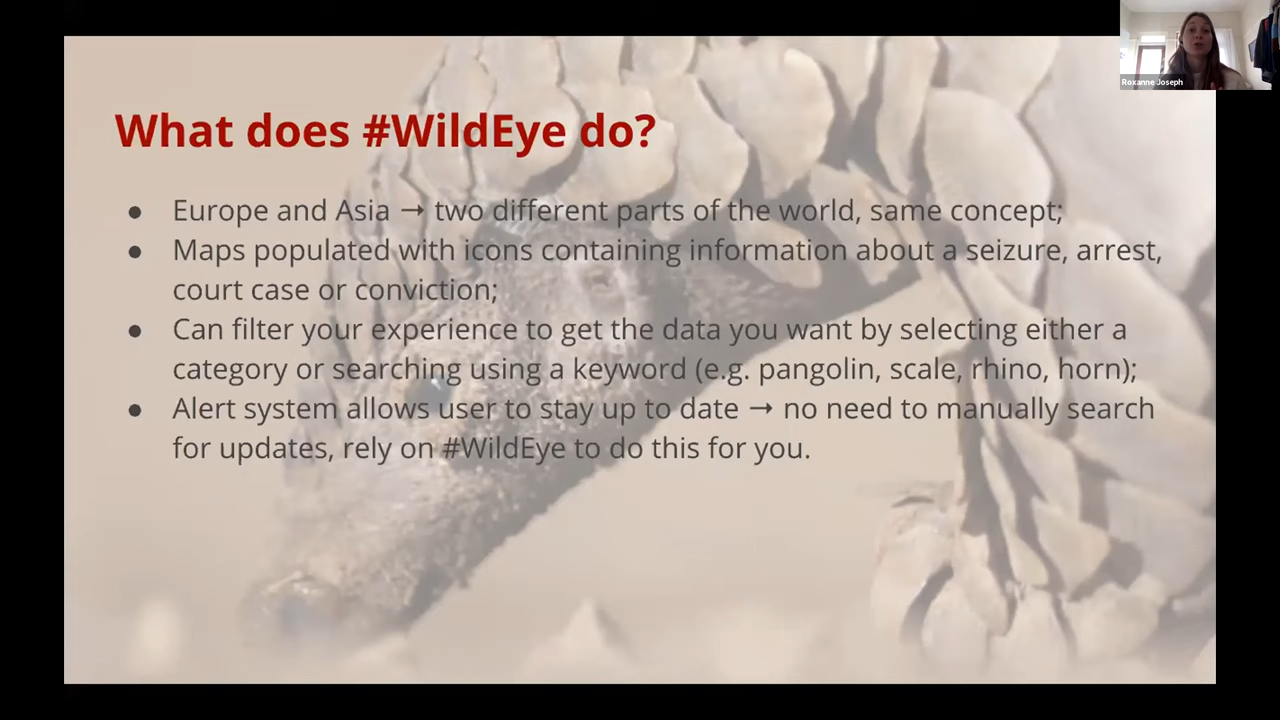 Roxanne Joseph
What does #WildEye do?
● Europe and Asia → two different parts of the world, same concept;
● Maps populated with icons containing information about a seizure, arrest,
court case or conviction;
● Can filter your experience to get the data you want by selecting either a
category or searching using a keyword (e.g. pangolin, scale, rhino, horn);
● Alert system allows user to stay up to date → no need to manually search
for updates, rely on #WildEye to do this for you.